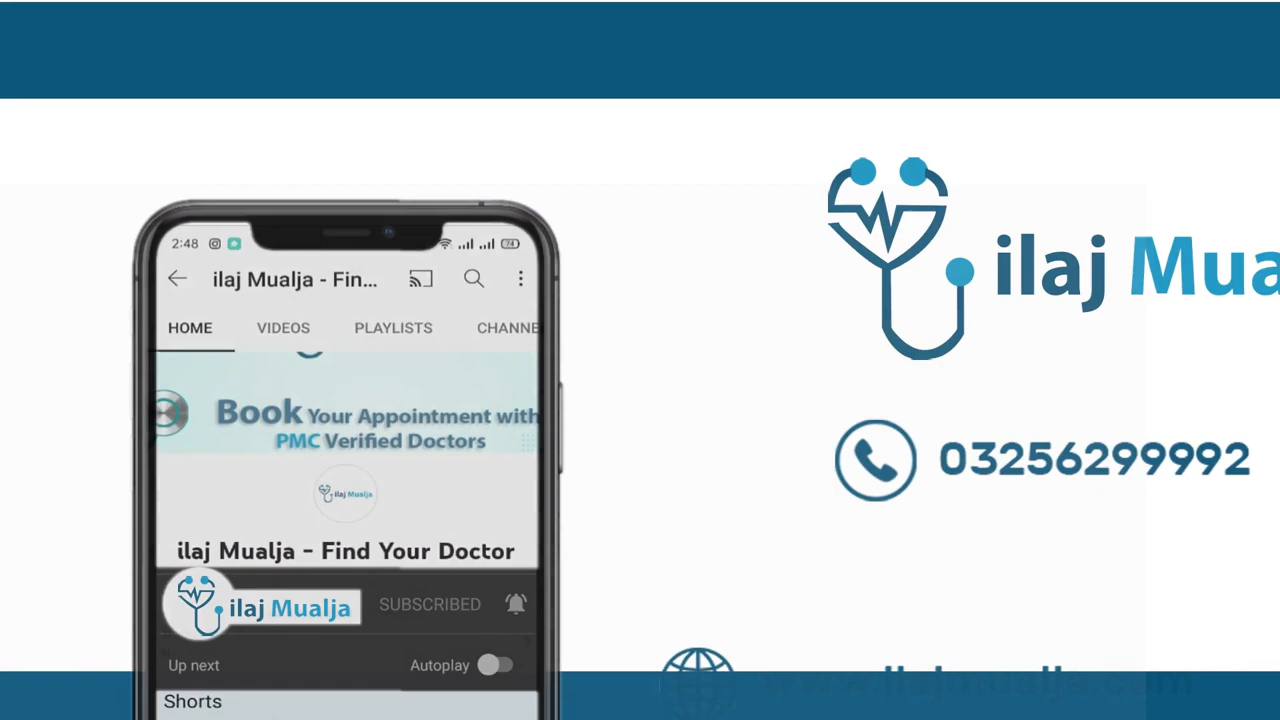 2:48
74
ilaj Mualja - Fin...
HOME VIDEOS PLAYLISTS CHANNE
Book Your Appointment with
PMC Verified Doctors
ilaj Mualja
ilaj Mualja - Find Your Doctor
ilaj Mualja SUBSCRIBED
Up next Autoplay
Shorts
ilaj Mua
03256299992